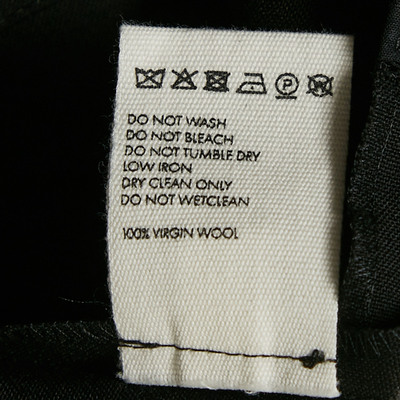 P W
DO NOT WASH
DO NOT BLEACH
DO NOT TUMBLE DRY
LOW IRON
DRY CLEAN ONLY
DO NOT WETCLEAN
100% VIRGIN WOOL